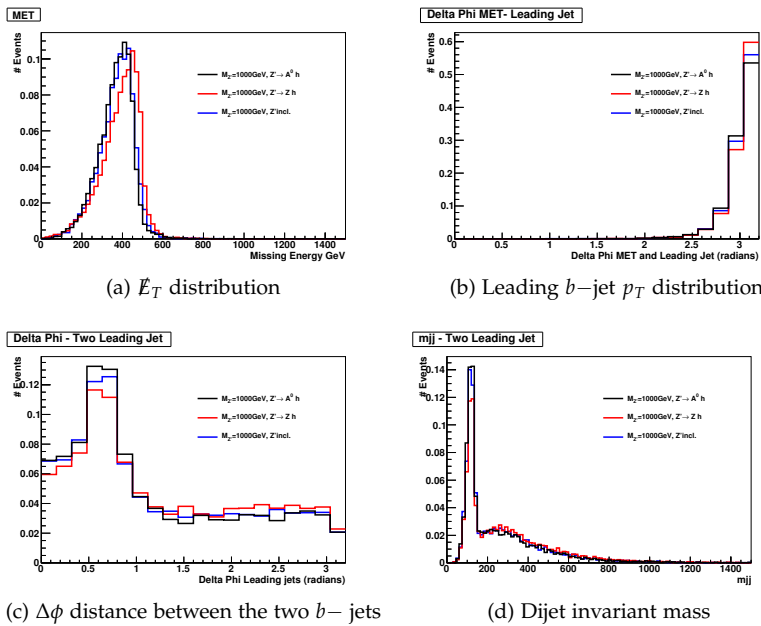 MET
# Events
0.1
0.08
0.06
0.04
0.02
0
0 200 400 600 800 1000 1200 1400
Missing Energy GeV
M_Z'=1000GeV, Z'→ A⁰ h
M_Z'=1000GeV, Z'→ Z h
M_Z'=1000GeV, Z'incl.
(a) E̸_T distribution
Delta Phi MET- Leading Jet
# Events
0.6
0.5
0.4
0.3
0.2
0.1
0
0 0.5 1 1.5 2 2.5 3
Delta Phi MET and Leading Jet (radians)
M_Z'=1000GeV, Z'→ A⁰ h
M_Z'=1000GeV, Z'→ Z h
M_Z'=1000GeV, Z'incl.
(b) Leading b−jet p_T distribution
Delta Phi - Two Leading Jet
# Events
0.12
0.1
0.08
0.06
0.04
0.02
0
0 0.5 1 1.5 2 2.5 3
Delta Phi Leading jets (radians)
M_Z'=1000GeV, Z'→ A⁰ h
M_Z'=1000GeV, Z'→ Z h
M_Z'=1000GeV, Z'incl.
(c) Δϕ distance between the two b− jets
mjj - Two Leading Jet
# Events
0.14
0.12
0.1
0.08
0.06
0.04
0.02
0
0 200 400 600 800 1000 1200 1400
mjj
M_Z'=1000GeV, Z'→ A⁰ h
M_Z'=1000GeV, Z'→ Z h
M_Z'=1000GeV, Z'incl.
(d) Dijet invariant mass